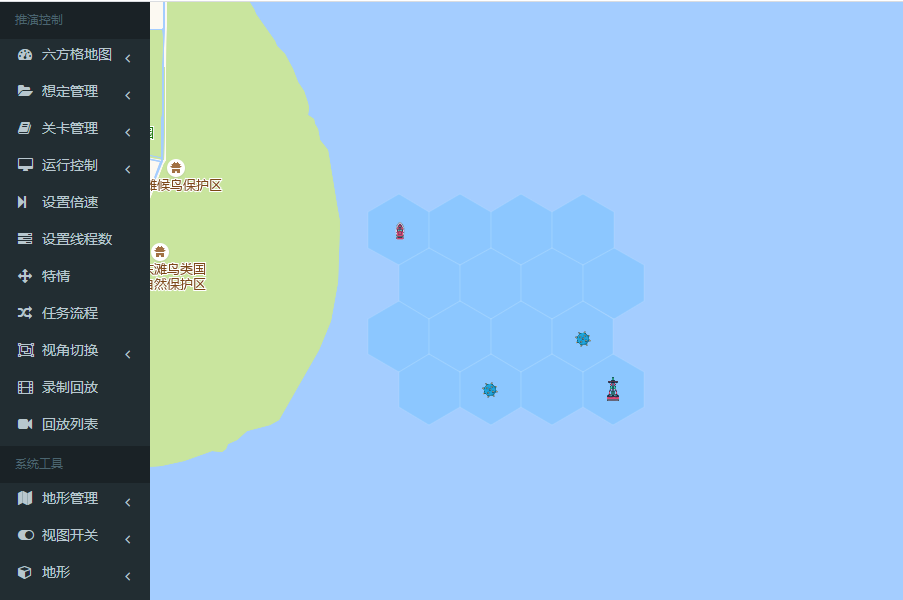 推演控制
六方格地图
想定管理
关卡管理
运行控制
设置倍速
设置线程数
特情
任务流程
视角切换
录制回放
回放列表
系统工具
地形管理
视图开关
地形
滩候鸟保护区
滩鸟类国
自然保护区